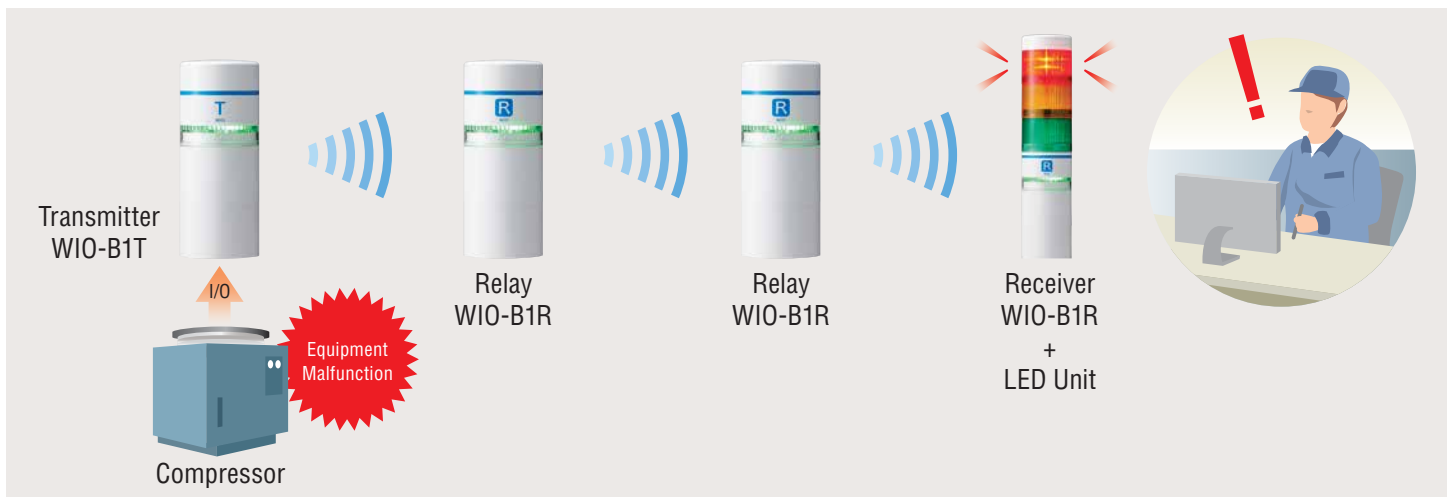 T
R
R
R
Transmitter
WIO-B1T
I/O
Equipment
Malfunction
Compressor
Relay
WIO-B1R
Relay
WIO-B1R
Receiver
WIO-B1R
+
LED Unit